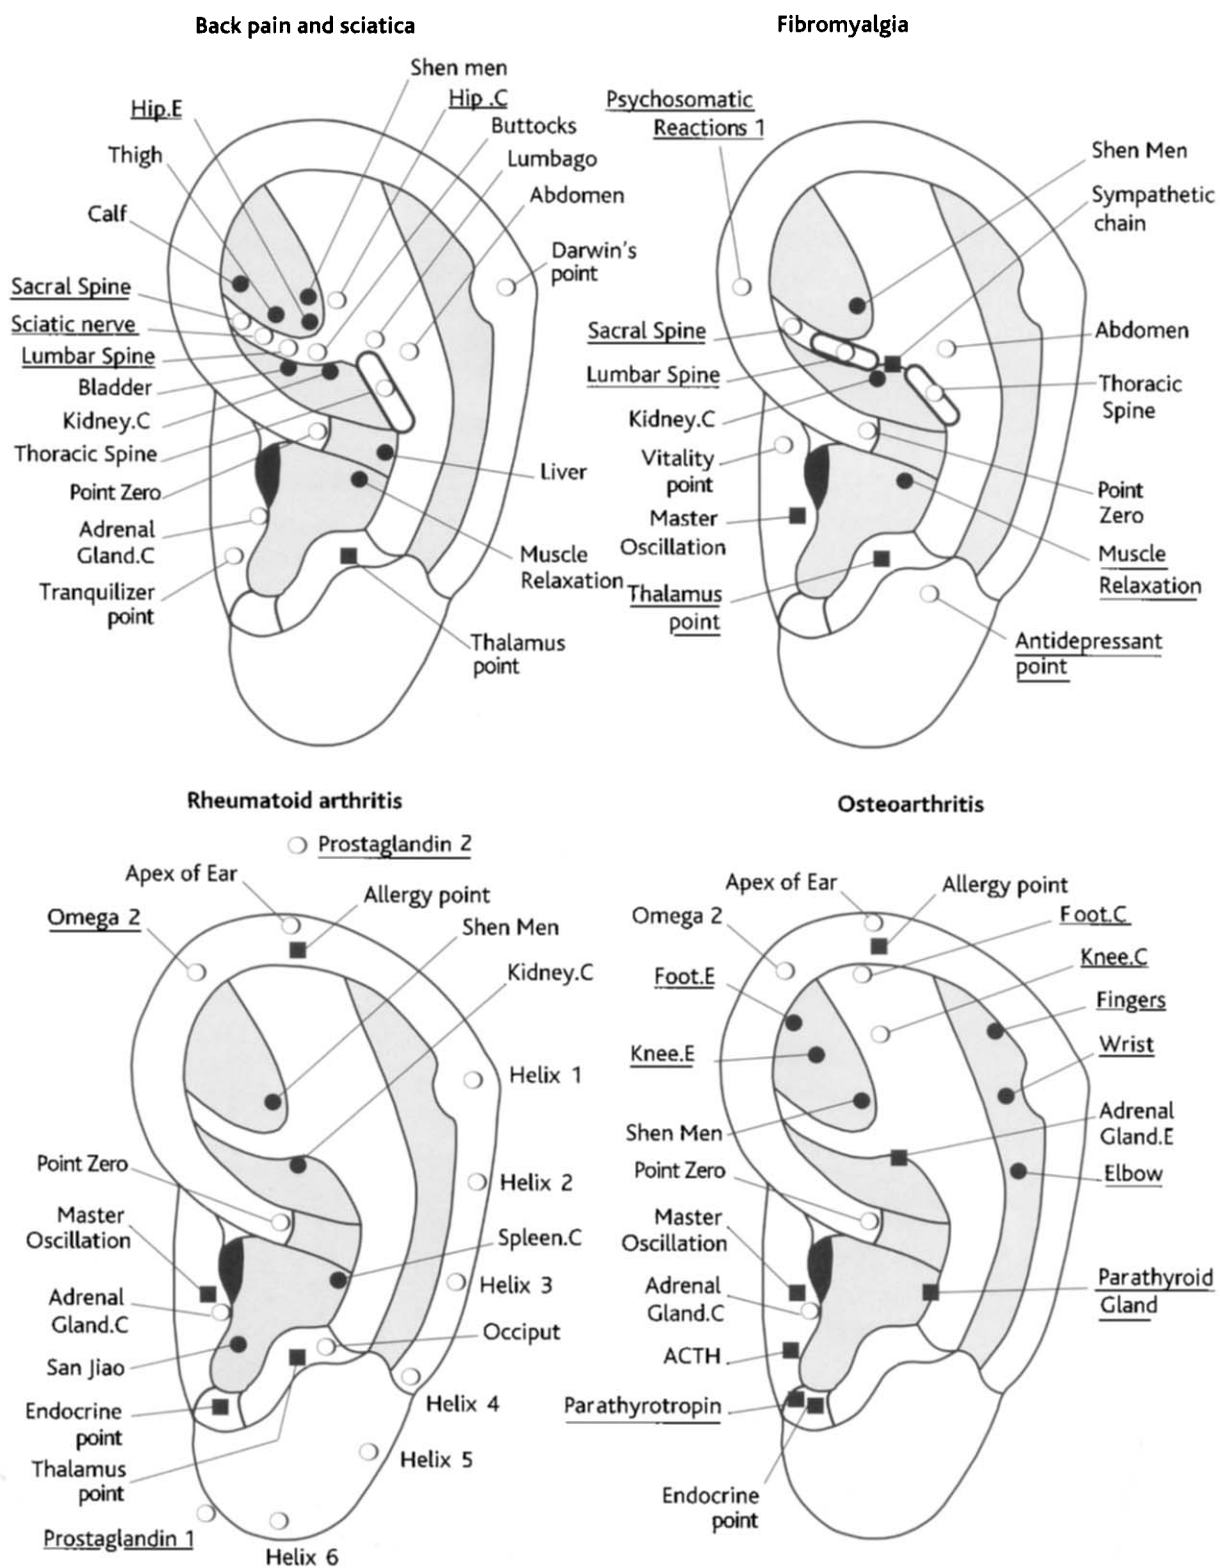 Back pain and sciatica
Shen men
Hip.E
Hip .C
Buttocks
Thigh
Lumbago
Abdomen
Calf
Darwin's
point
Sacral Spine
Sciatic nerve
Lumbar Spine
Bladder
Kidney.C
Thoracic Spine
Liver
Point Zero
Adrenal
Gland.C
Muscle
Relaxation
Tranquilizer
point
Thalamus
point
Fibromyalgia
Psychosomatic
Reactions 1
Shen Men
Sympathetic
chain
Sacral Spine
Abdomen
Lumbar Spine
Thoracic
Spine
Kidney.C
Vitality
point
Point
Zero
Master
Oscillation
Muscle
Relaxation
Thalamus
point
Antidepressant
point
Rheumatoid arthritis
Prostaglandin 2
Apex of Ear
Allergy point
Omega 2
Shen Men
Kidney.C
Helix 1
Point Zero
Helix 2
Master
Oscillation
Spleen.C
Helix 3
Adrenal
Gland.C
Occiput
San Jiao
Helix 4
Endocrine
point
Helix 5
Thalamus
point
Prostaglandin 1
Helix 6
Osteoarthritis
Apex of Ear
Allergy point
Omega 2
Foot.C
Knee.C
Foot.E
Fingers
Wrist
Knee.E
Adrenal
Gland.E
Shen Men
Point Zero
Elbow
Master
Oscillation
Adrenal
Gland.C
Parathyroid
Gland
ACTH
Parathyrotropin
Endocrine
point